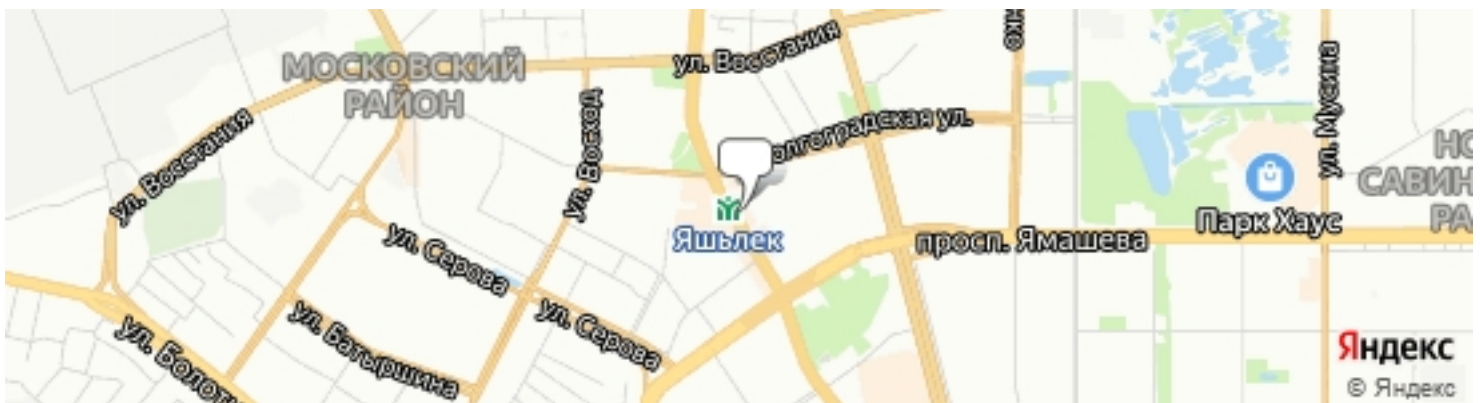 ул. Восстания
МОСКОВСКИЙ
РАЙОН
ул. Восстания
ул. Восход
олгоградская ул.
ул. Мусина
НО
САВИН
РА
Парк Хаус
Яшьлек
просп. Ямашева
ул. Серова
ул. Серова
ул. Батыршина
ул. Болотн
Яндекс
© Яндекс